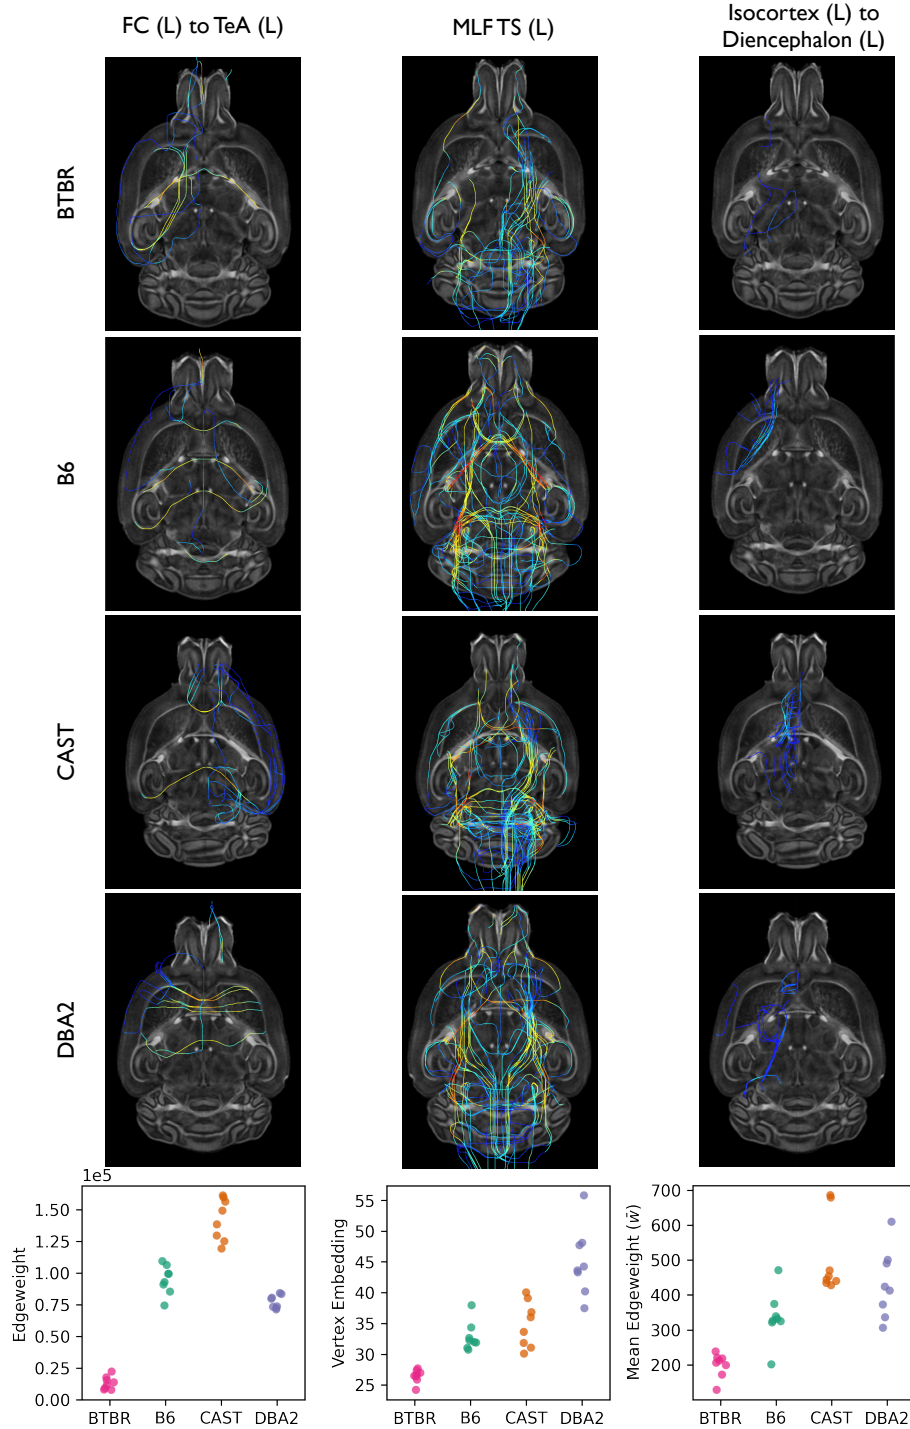 FC (L) to TeA (L)
MLF TS (L)
Isocortex (L) to
Diencephalon (L)
BTBR
B6
CAST
DBA2
1e5
Edgeweight
1.50
1.25
1.00
0.75
0.50
0.25
0.00
BTBR B6 CAST DBA2
Vertex Embedding
55
50
45
40
35
30
25
BTBR B6 CAST DBA2
Mean Edgeweight (w̄)
700
600
500
400
300
200
BTBR B6 CAST DBA2